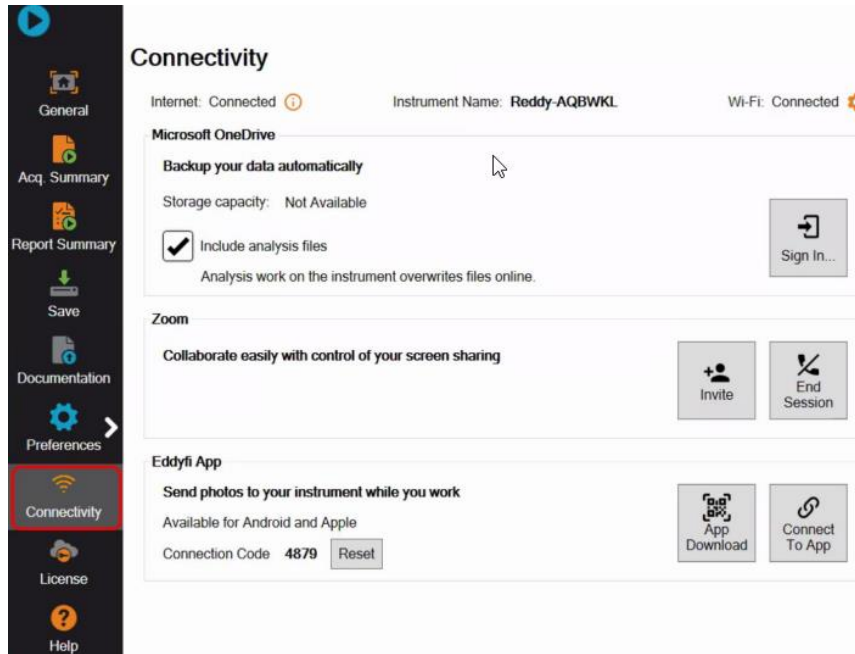 Connectivity
Internet: Connected
Instrument Name: Reddy-AQBWKL
Wi-Fi: Connected
Microsoft OneDrive
Backup your data automatically
Storage capacity: Not Available
Include analysis files
Analysis work on the instrument overwrites files online.
Sign In...
Zoom
Collaborate easily with control of your screen sharing
Invite
End
Session
Eddyfi App
Send photos to your instrument while you work
Available for Android and Apple
Connection Code 4879 Reset
App
Download
Connect
To App
General
Acq. Summary
Report Summary
Save
Documentation
Preferences
Connectivity
License
Help